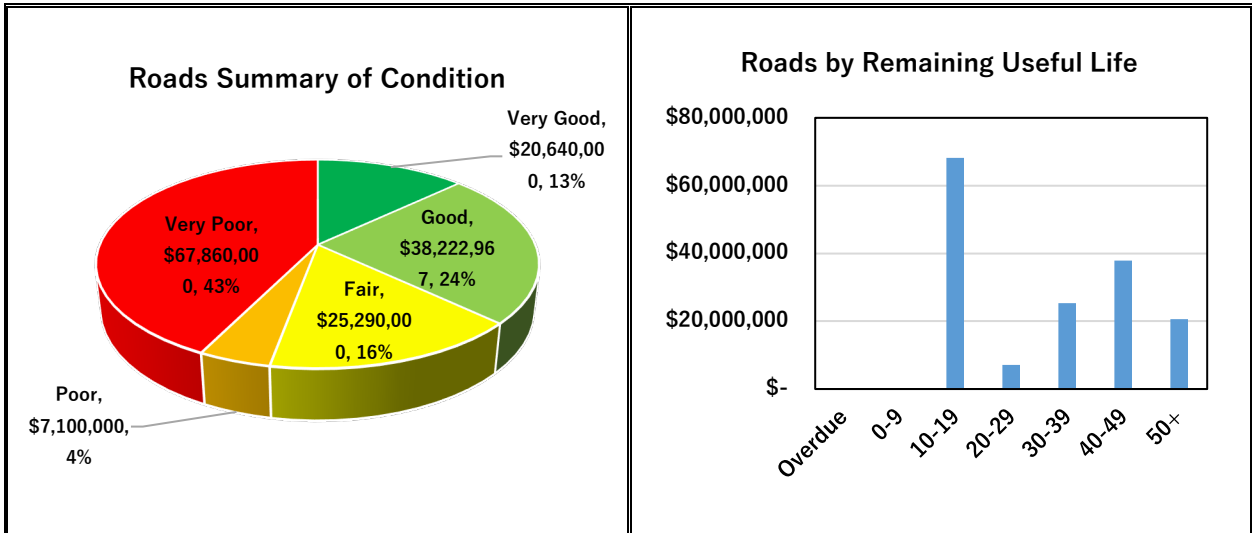 Roads Summary of Condition
Very Good,
$20,640,00
0, 13%
Good,
$38,222,96
7, 24%
Fair,
$25,290,00
0, 16%
Poor,
$7,100,000,
4%
Very Poor,
$67,860,00
0, 43%
Roads by Remaining Useful Life
$80,000,000
$60,000,000
$40,000,000
$20,000,000
$-
Overdue
0-9
10-19
20-29
30-39
40-49
50+